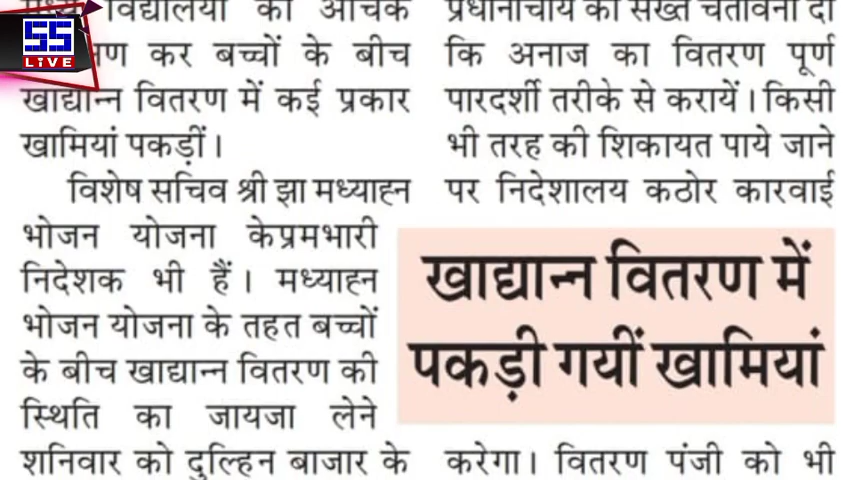 SS
LIVE
मध्य विद्यालयों का औचक
कर बच्चों के बीच
खाद्यान्न वितरण में कई प्रकार
खामियां पकड़ीं।
विशेष सचिव श्री झा मध्याह्न
भोजन योजना केप्रमभारी
निदेशक भी हैं। मध्याह्न
भोजन योजना के तहत बच्चों
के बीच खाद्यान्न वितरण की
स्थिति का जायजा लेने
शनिवार को दुल्हिन बाजार के
प्रधानाचार्य को सख्त चेतावनी दी
कि अनाज का वितरण पूर्ण
पारदर्शी तरीके से करायें। किसी
भी तरह की शिकायत पाये जाने
पर निदेशालय कठोर कारवाई
खाद्यान्न वितरण में
पकड़ी गयीं खामियां
करेगा। वितरण पंजी को भी